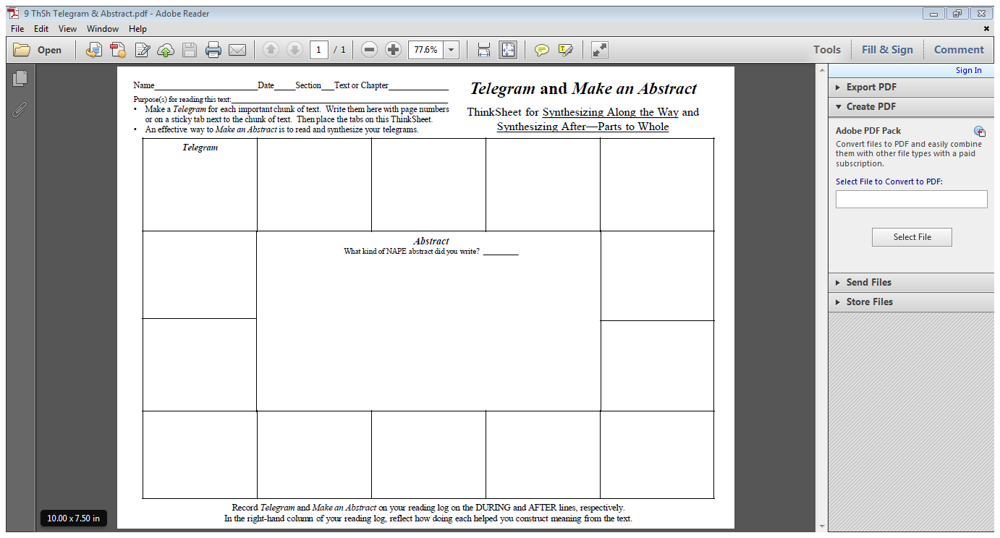 9 ThSh Telegram & Abstract.pdf - Adobe Reader
File Edit View Window Help
Open 1 / 1 77.6% Tools Fill & Sign Comment
Sign In
Export PDF
Create PDF
Adobe PDF Pack
Convert files to PDF and easily combine
them with other file types with a paid
subscription.
Select File to Convert to PDF:
Select File
Send Files
Store Files
Name________________________Date_____Section___Text or Chapter______________
Purpose(s) for reading this text:__________________________________________________
• Make a Telegram for each important chunk of text. Write them here with page numbers
or on a sticky tab next to the chunk of text. Then place the tabs on this ThinkSheet.
• An effective way to Make an Abstract is to read and synthesize your telegrams.
Telegram and Make an Abstract
ThinkSheet for Synthesizing Along the Way and
Synthesizing After—Parts to Whole
Telegram
Abstract
What kind of NAPE abstract did you write? _________
Record Telegram and Make an Abstract on your reading log on the DURING and AFTER lines, respectively.
In the right-hand column of your reading log, reflect how doing each helped you construct meaning from the text.
10.00 x 7.50 in